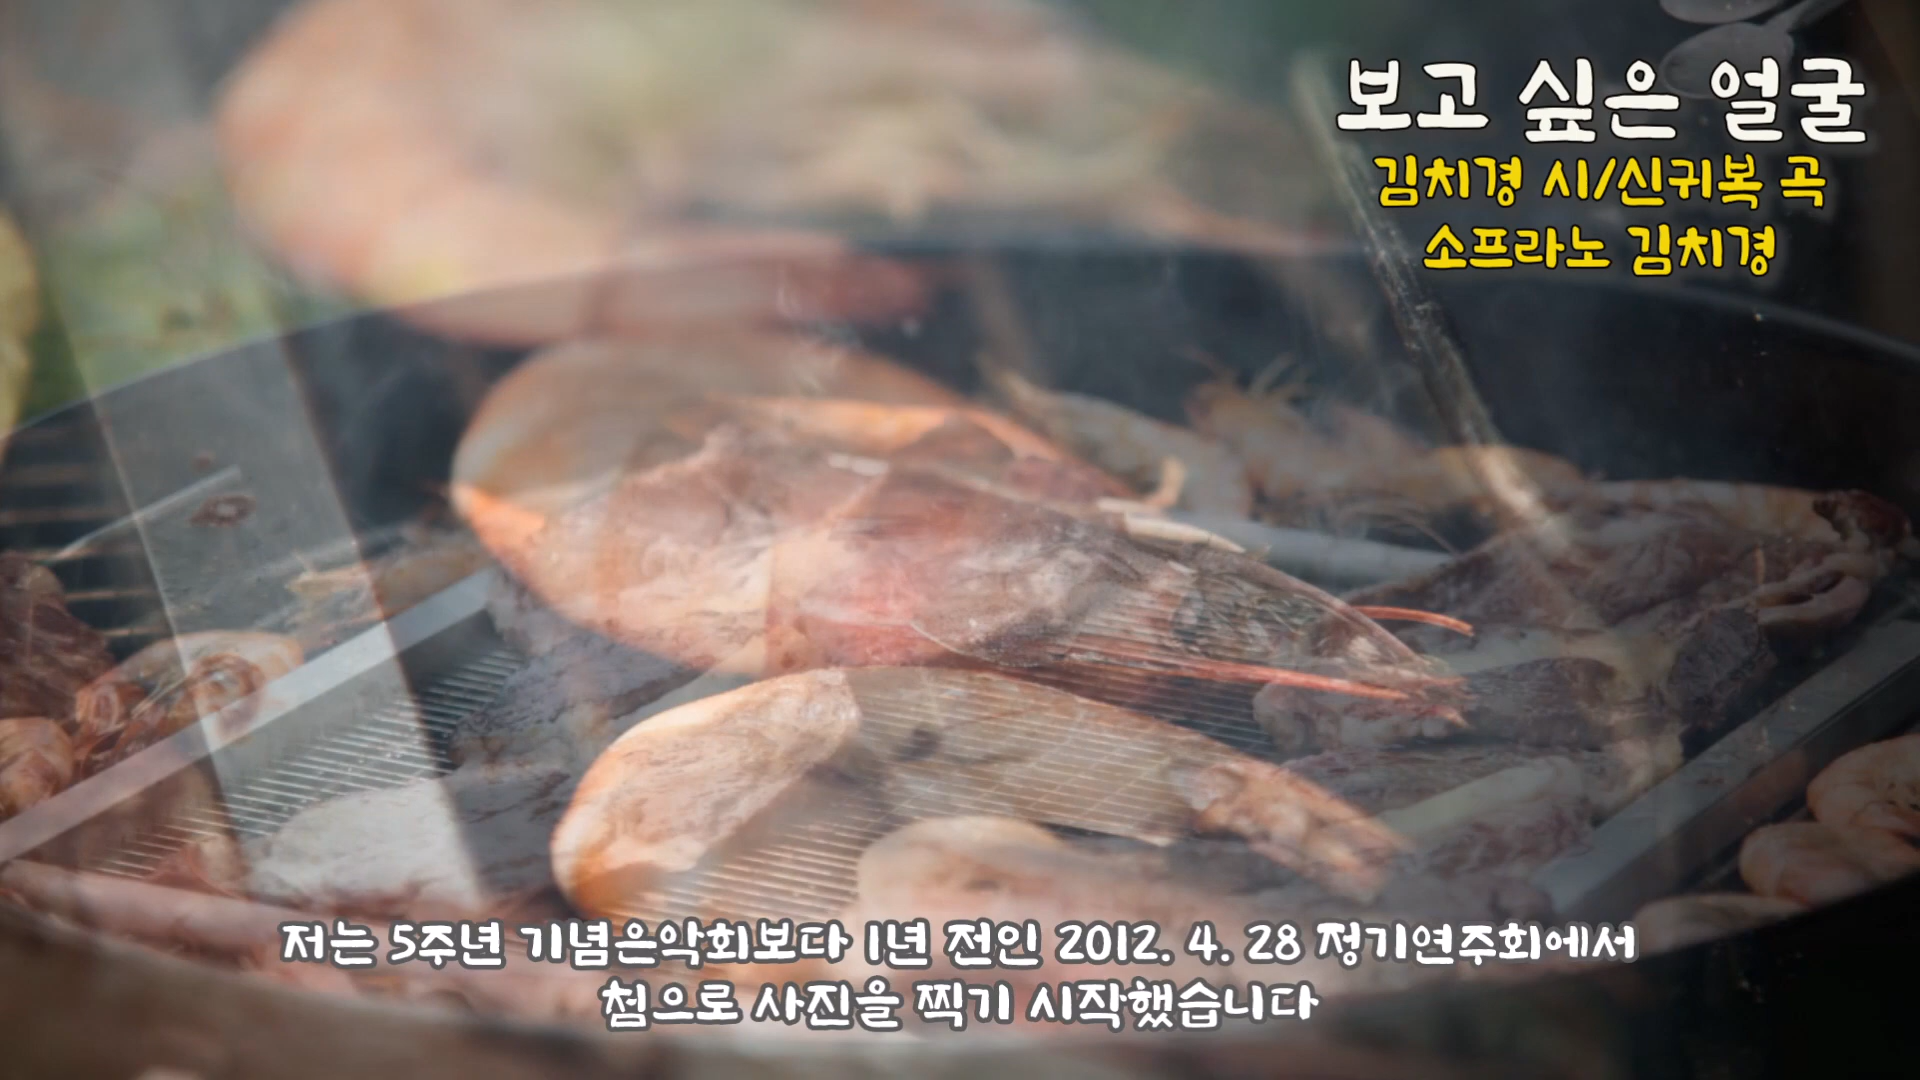 보고 싶은 얼굴
김치경 시/신귀복 곡
소프라노 김치경
저는 5주년 기념음악회보다 1년 전인 2012. 4. 28 정기연주회에서
첨으로 사진을 찍기 시작했습니다